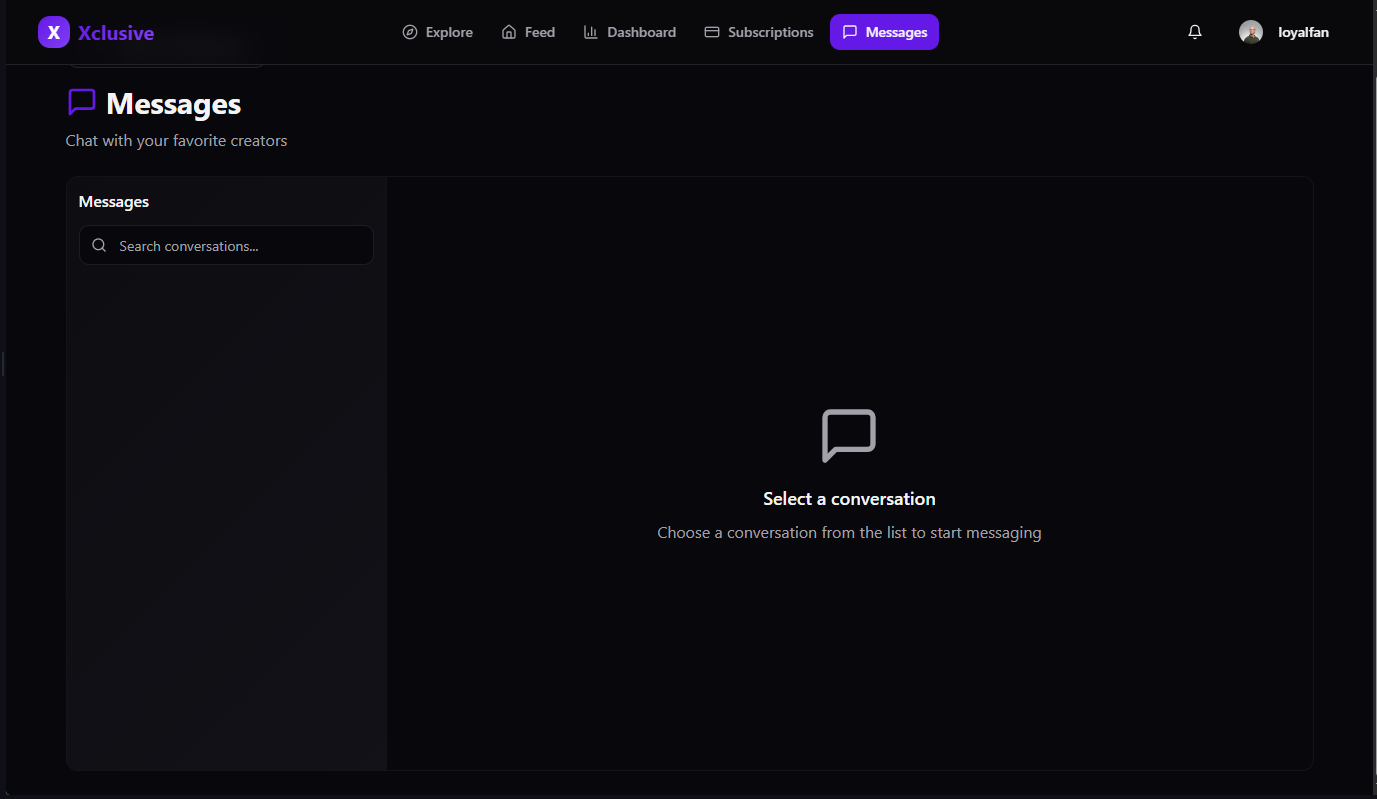 X Xclusive
Explore
Feed
Dashboard
Subscriptions
Messages
loyalfan
Messages
Chat with your favorite creators
Messages
Search conversations...
Select a conversation
Choose a conversation from the list to start messaging